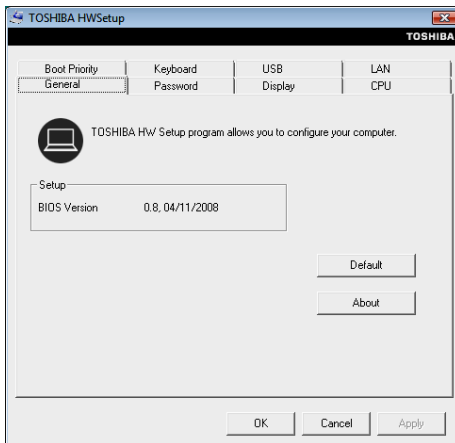 TOSHIBA HWSetup
TOSHIBA
Boot Priority Keyboard USB LAN
General Password Display CPU
TOSHIBA HW Setup program allows you to configure your computer.
Setup
BIOS Version 0.8, 04/11/2008
Default
About
OK Cancel Apply